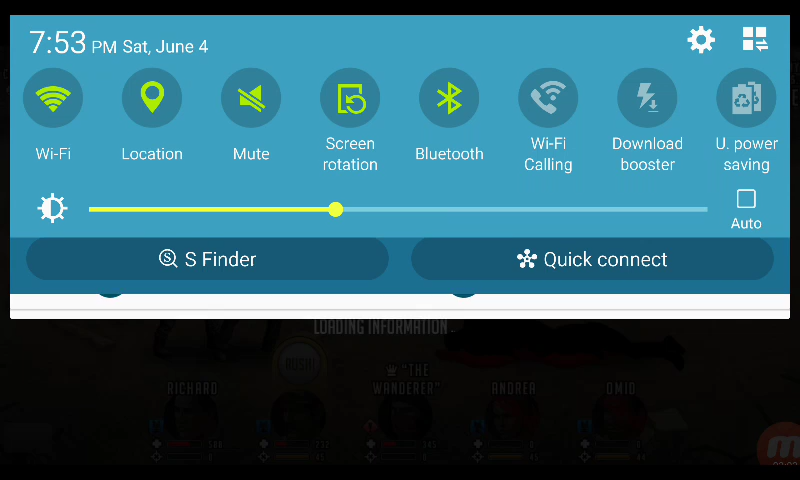 7:53 PM Sat, June 4
Wi-Fi
Location
Mute
Screen
rotation
Bluetooth
Wi-Fi
Calling
Download
booster
U. power
saving
Auto
S Finder
Quick connect
LOADING INFORMATION
RUSH!
RICHARD
"THE
WANDERER"
ANDREA
OMID